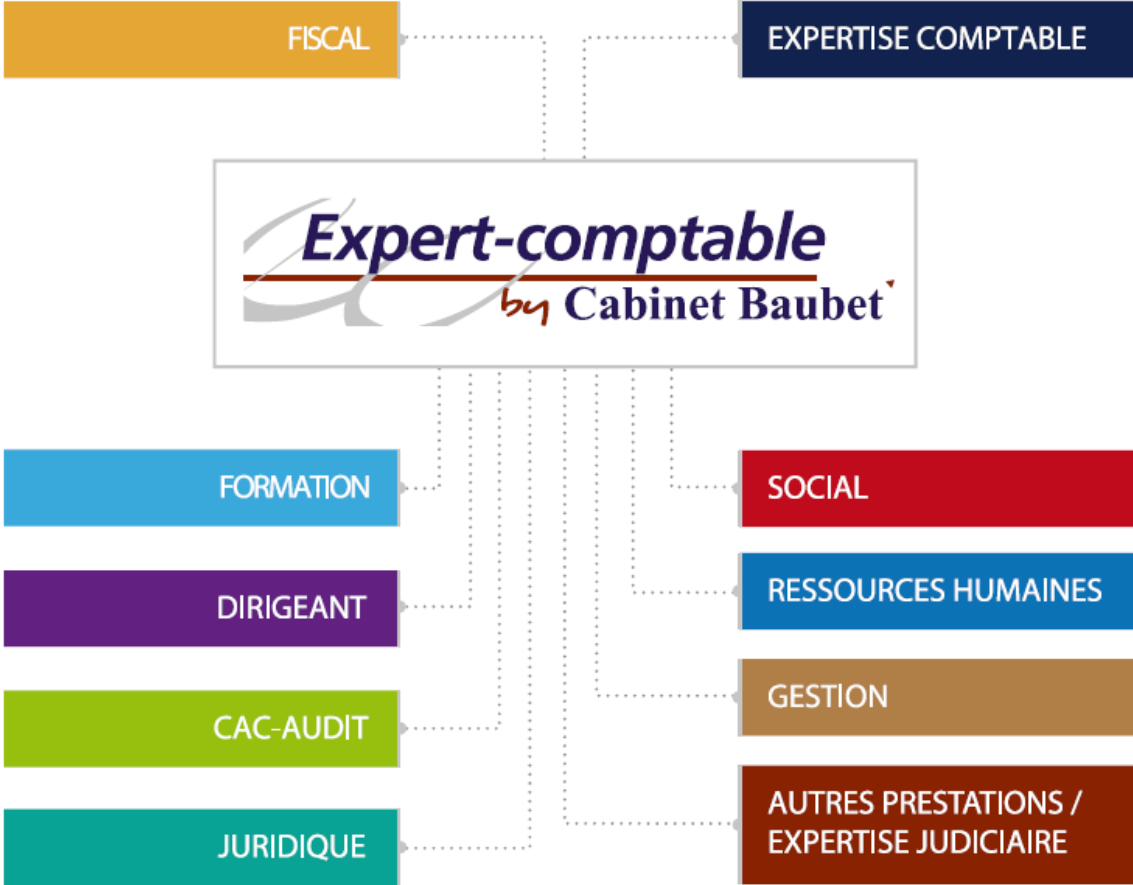 FISCAL
EXPERTISE COMPTABLE
Expert-comptable
by Cabinet Baubet
FORMATION
SOCIAL
DIRIGEANT
RESSOURCES HUMAINES
CAC-AUDIT
GESTION
JURIDIQUE
AUTRES PRESTATIONS /
EXPERTISE JUDICIAIRE